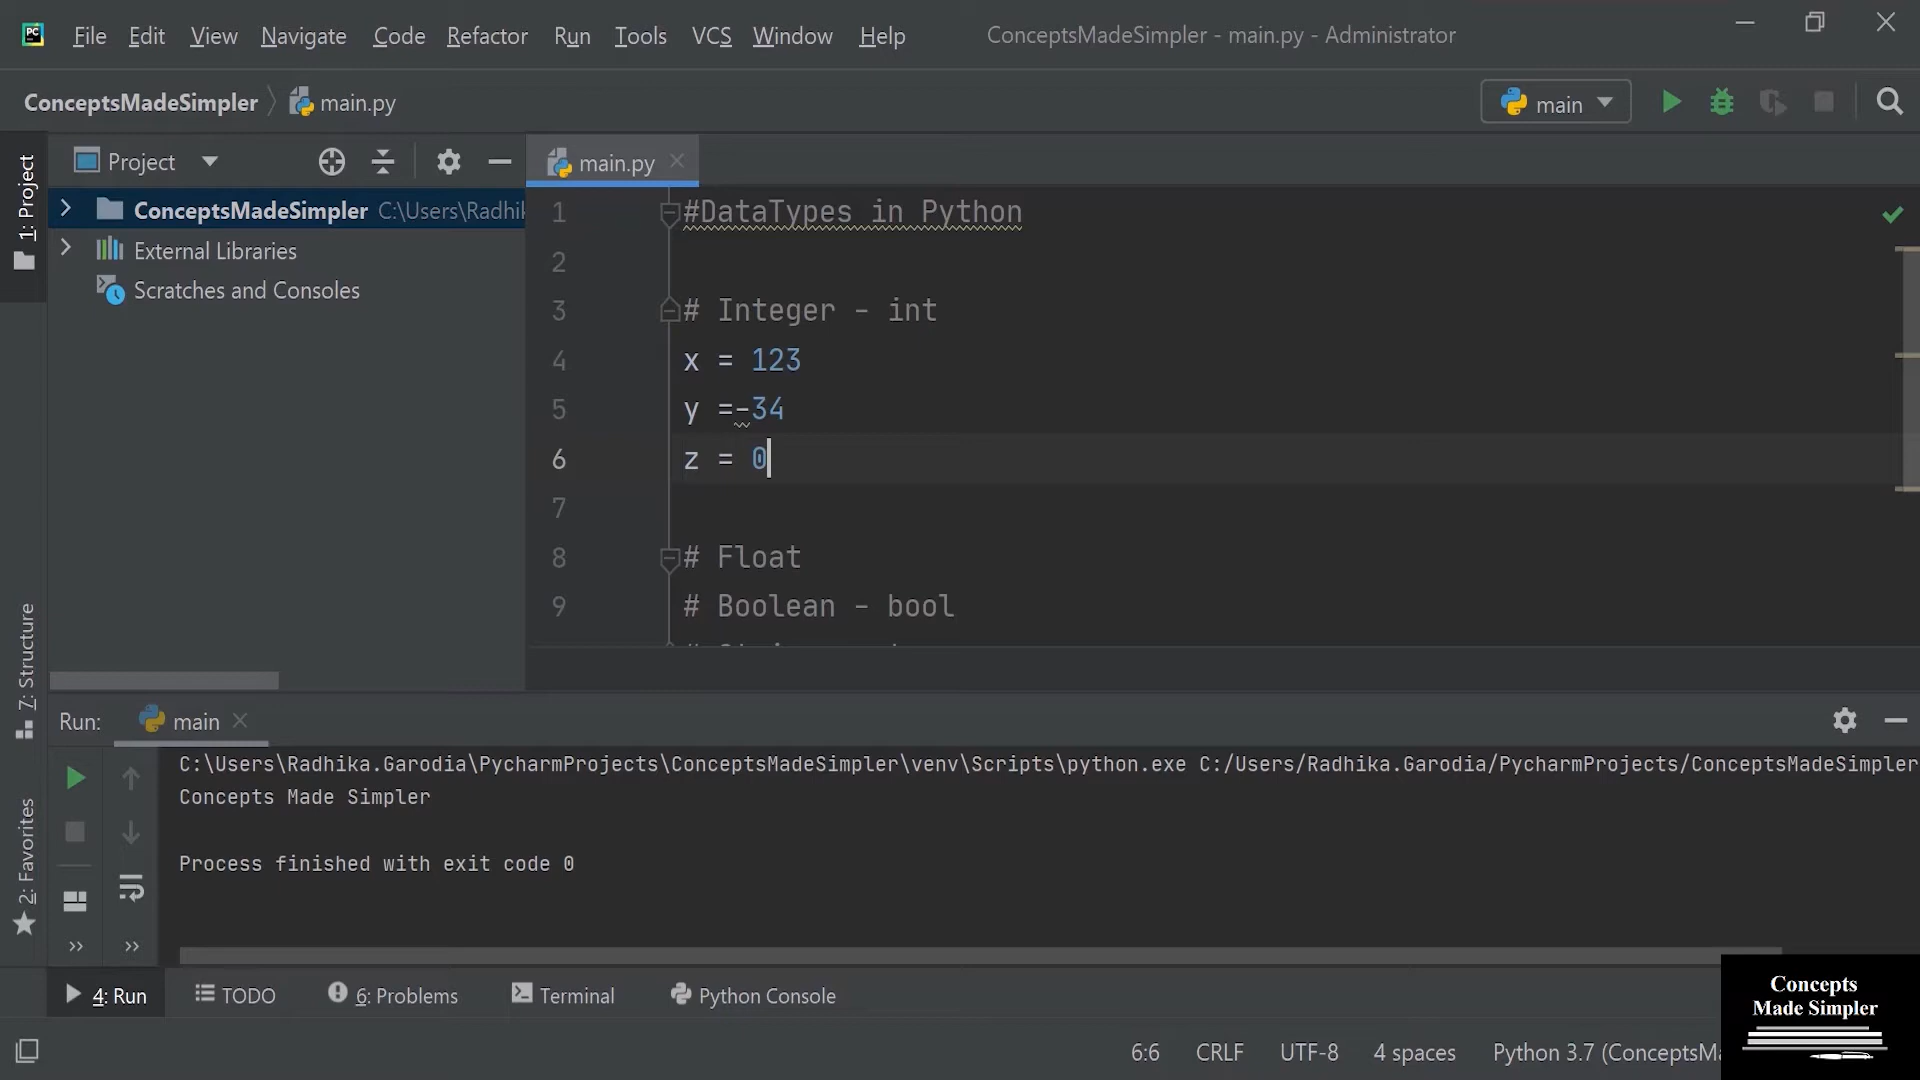 File Edit View Navigate Code Refactor Run Tools VCS Window Help ConceptsMadeSimpler - main.py - Administrator
ConceptsMadeSimpler main.py main
1: Project
Project
main.py
ConceptsMadeSimpler C:\Users\Radhik
External Libraries
Scratches and Consoles
1 #DataTypes in Python
2
3 # Integer - int
4 x = 123
5 y =-34
6 z = 0
7
8 # Float
9 # Boolean - bool
7: Structure
2: Favorites
Run: main
C:\Users\Radhika.Garodia\PycharmProjects\ConceptsMadeSimpler\venv\Scripts\python.exe C:/Users/Radhika.Garodia/PycharmProjects/ConceptsMadeSimpler
Concepts Made Simpler
Process finished with exit code 0
4: Run TODO 6: Problems Terminal Python Console
6:6 CRLF UTF-8 4 spaces Python 3.7 (ConceptsMa
Concepts
Made Simpler